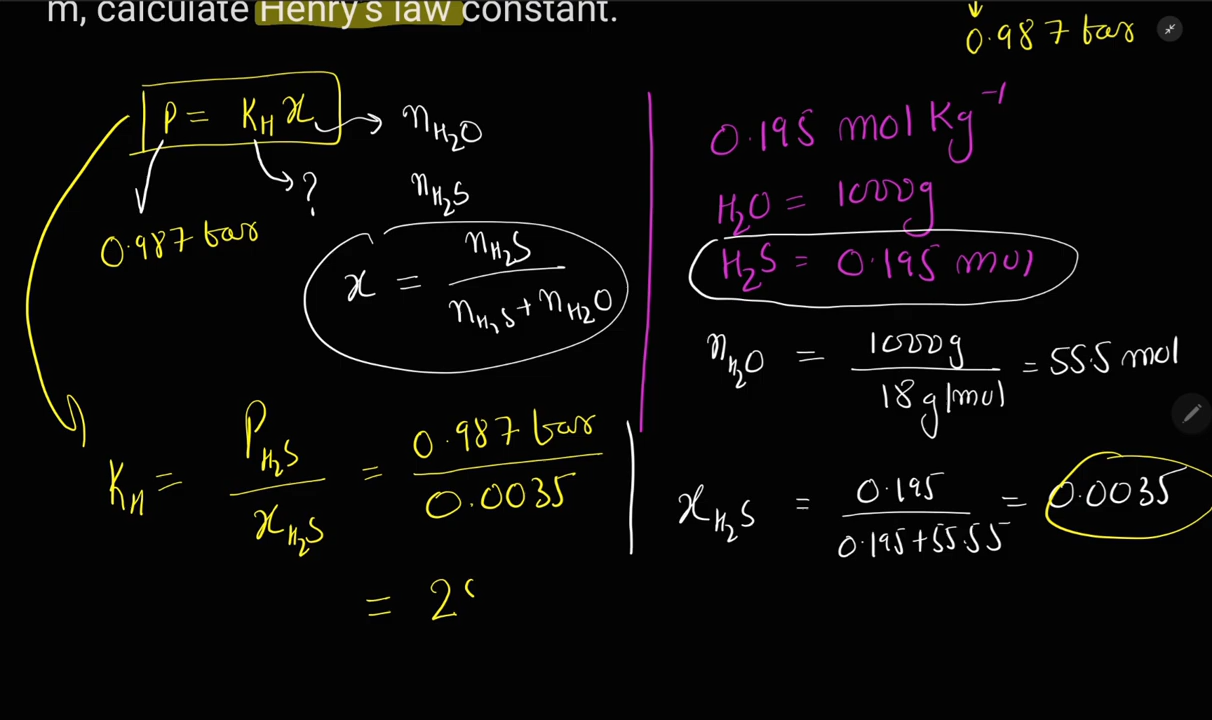 m, calculate Henry's law constant.
0.987 bar
P = K_H x
n_H₂O
?
n_H₂S
0.987 bar
x = n_H₂S / n_H₂S + n_H₂O
K_H = P_H₂S / x_H₂S = 0.987 bar / 0.0035
= 2
0.195 mol Kg⁻¹
H₂O = 1000g
H₂S = 0.195 mol
n_H₂O = 1000g / 18 g/mol = 55.5 mol
x_H₂S = 0.195 / 0.195+55.55 = 0.0035